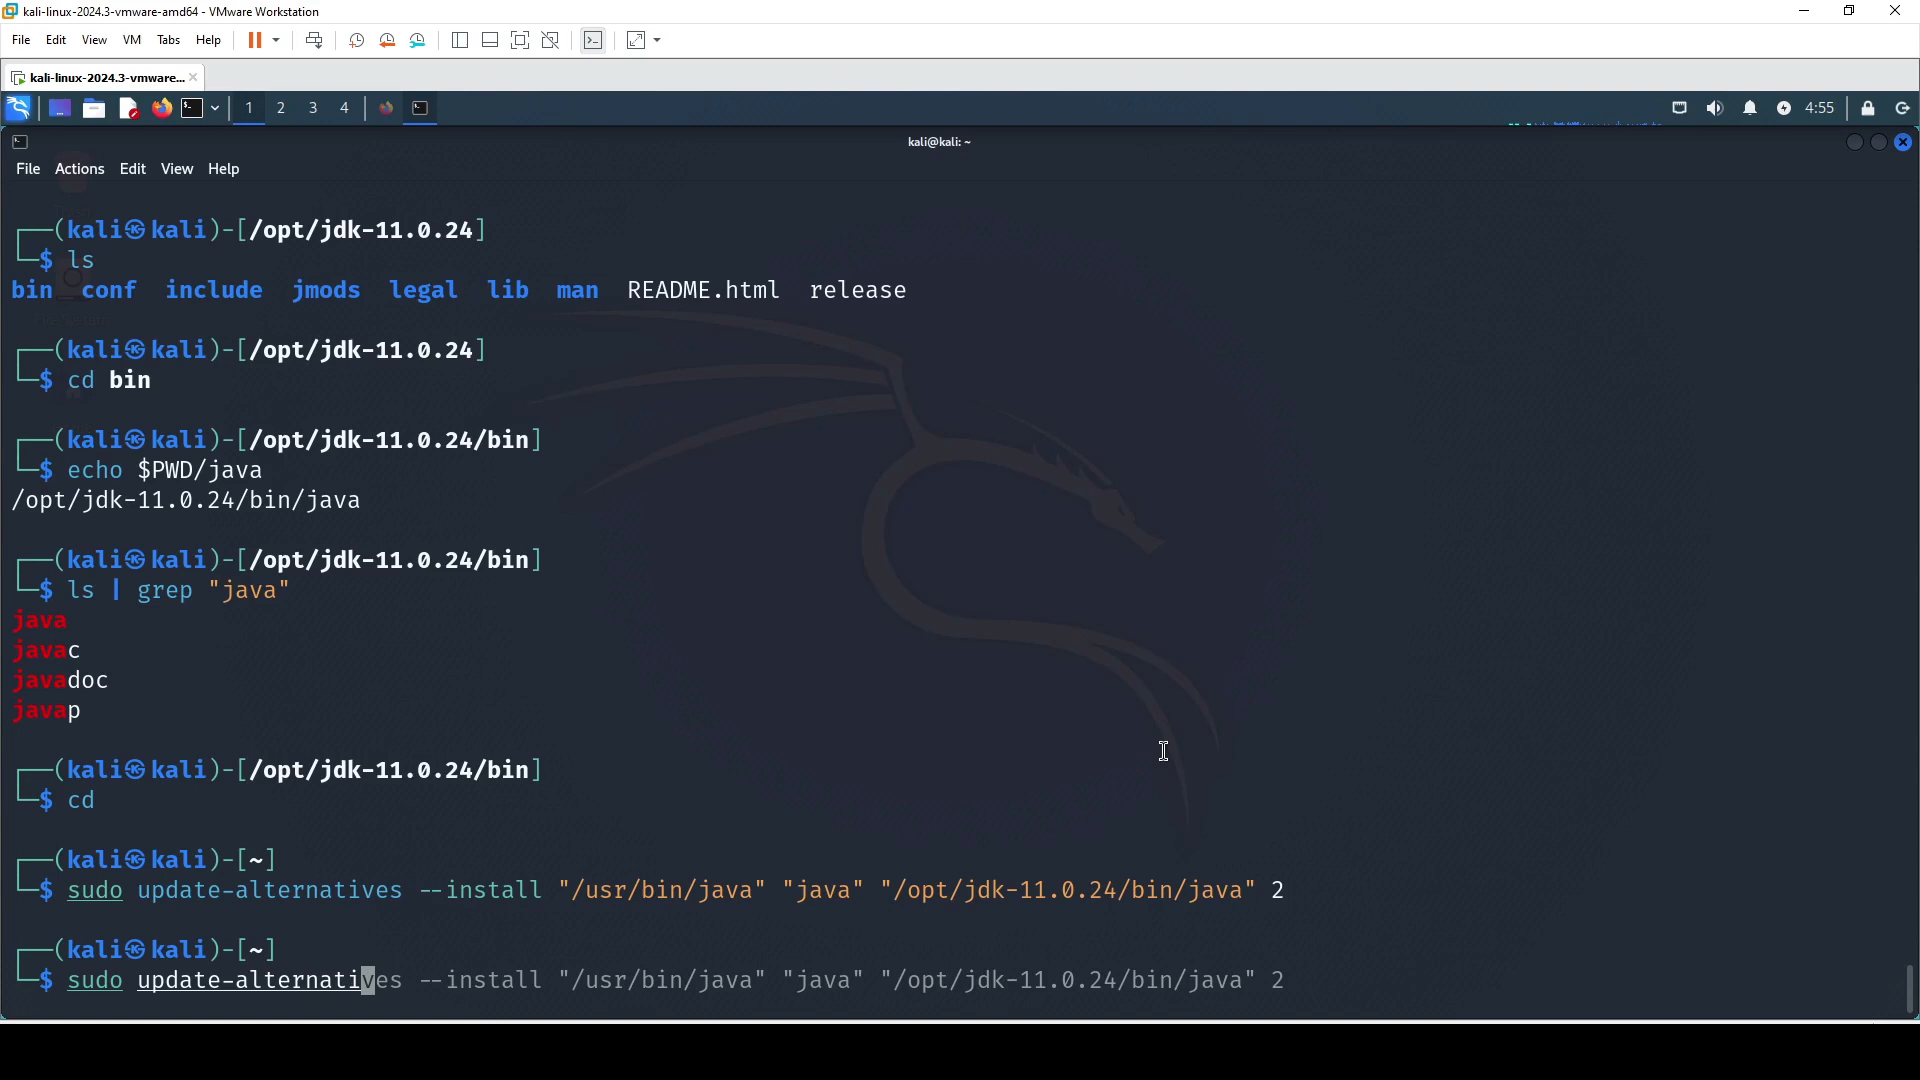 kali-linux-2024.3-vmware-amd64 - VMware Workstation
File Edit View VM Tabs Help
kali-linux-2024.3-vmware...
1 2 3 4 4:55
kali@kali: ~
File Actions Edit View Help
┌──(kali㉿kali)-[/opt/jdk-11.0.24]
└─$ ls
bin conf include jmods legal lib man README.html release
┌──(kali㉿kali)-[/opt/jdk-11.0.24]
└─$ cd bin
┌──(kali㉿kali)-[/opt/jdk-11.0.24/bin]
└─$ echo $PWD/java
/opt/jdk-11.0.24/bin/java
┌──(kali㉿kali)-[/opt/jdk-11.0.24/bin]
└─$ ls | grep "java"
java
javac
javadoc
javap
┌──(kali㉿kali)-[/opt/jdk-11.0.24/bin]
└─$ cd
┌──(kali㉿kali)-[~]
└─$ sudo update-alternatives --install "/usr/bin/java" "java" "/opt/jdk-11.0.24/bin/java" 2
┌──(kali㉿kali)-[~]
└─$ sudo update-alternatives --install "/usr/bin/java" "java" "/opt/jdk-11.0.24/bin/java" 2